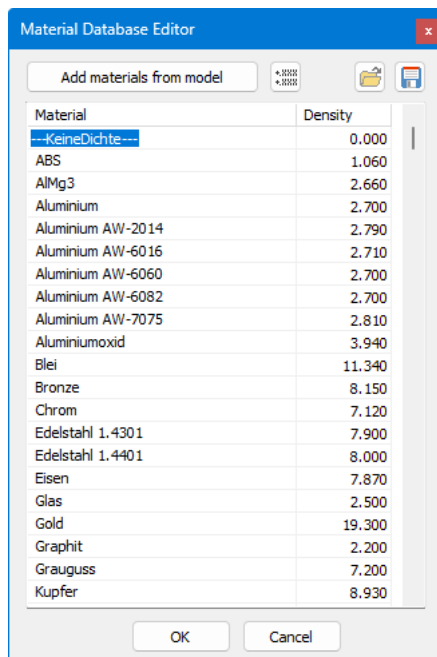 Material Database Editor
x
Add materials from model
+.XXX
+.XXX
Material Density
---KeineDichte--- 0.000
ABS 1.060
AlMg3 2.660
Aluminium 2.700
Aluminium AW-2014 2.790
Aluminium AW-6016 2.710
Aluminium AW-6060 2.700
Aluminium AW-6082 2.700
Aluminium AW-7075 2.810
Aluminiumoxid 3.940
Blei 11.340
Bronze 8.150
Chrom 7.120
Edelstahl 1.4301 7.900
Edelstahl 1.4401 8.000
Eisen 7.870
Glas 2.500
Gold 19.300
Graphit 2.200
Grauguss 7.200
Kupfer 8.930
OK Cancel